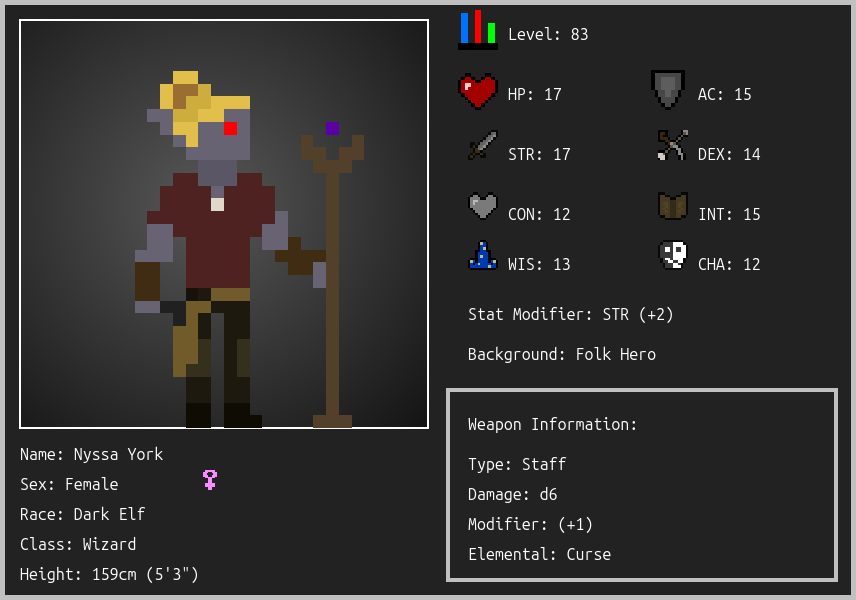 Level: 83
HP: 17
AC: 15
STR: 17
DEX: 14
CON: 12
INT: 15
WIS: 13
CHA: 12
Stat Modifier: STR (+2)
Background: Folk Hero
Weapon Information:
Type: Staff
Damage: d6
Modifier: (+1)
Elemental: Curse
Name: Nyssa York
Sex: Female
Race: Dark Elf
Class: Wizard
Height: 159cm (5'3")